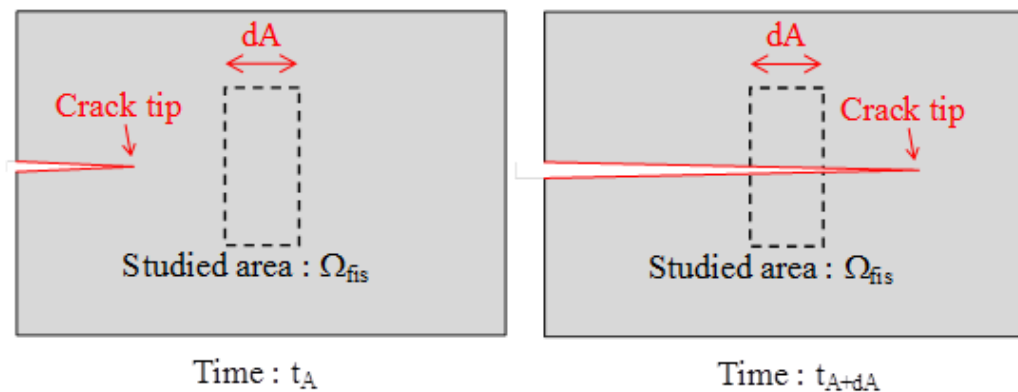 dA
Crack tip
Studied area : Ωfis
Time : tA
dA
Crack tip
Studied area : Ωfis
Time : tA+dA